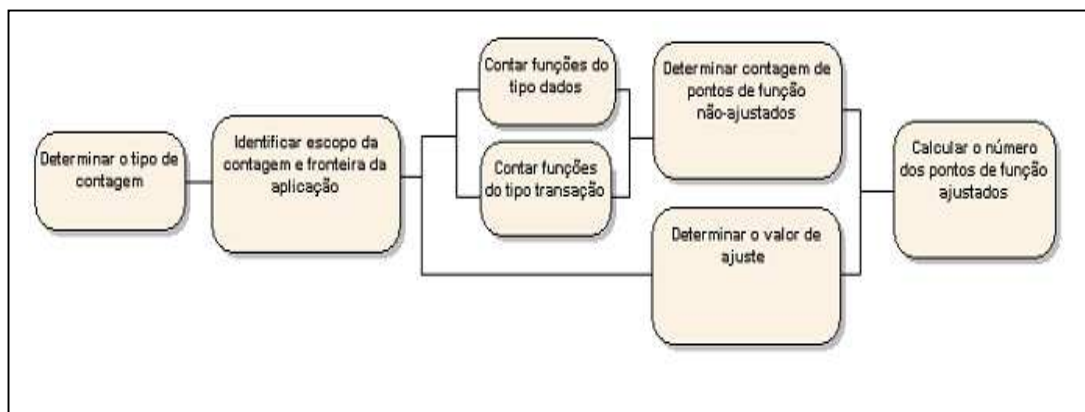 Determinar o tipo de
contagem
Identificar escopo da
contagem e fronteira da
aplicação
Contar funções do
tipo dados
Contar funções
do tipo transação
Determinar contagem de
pontos de função
não-ajustados
Determinar o valor de
ajuste
Calcular o número
dos pontos de função
ajustados